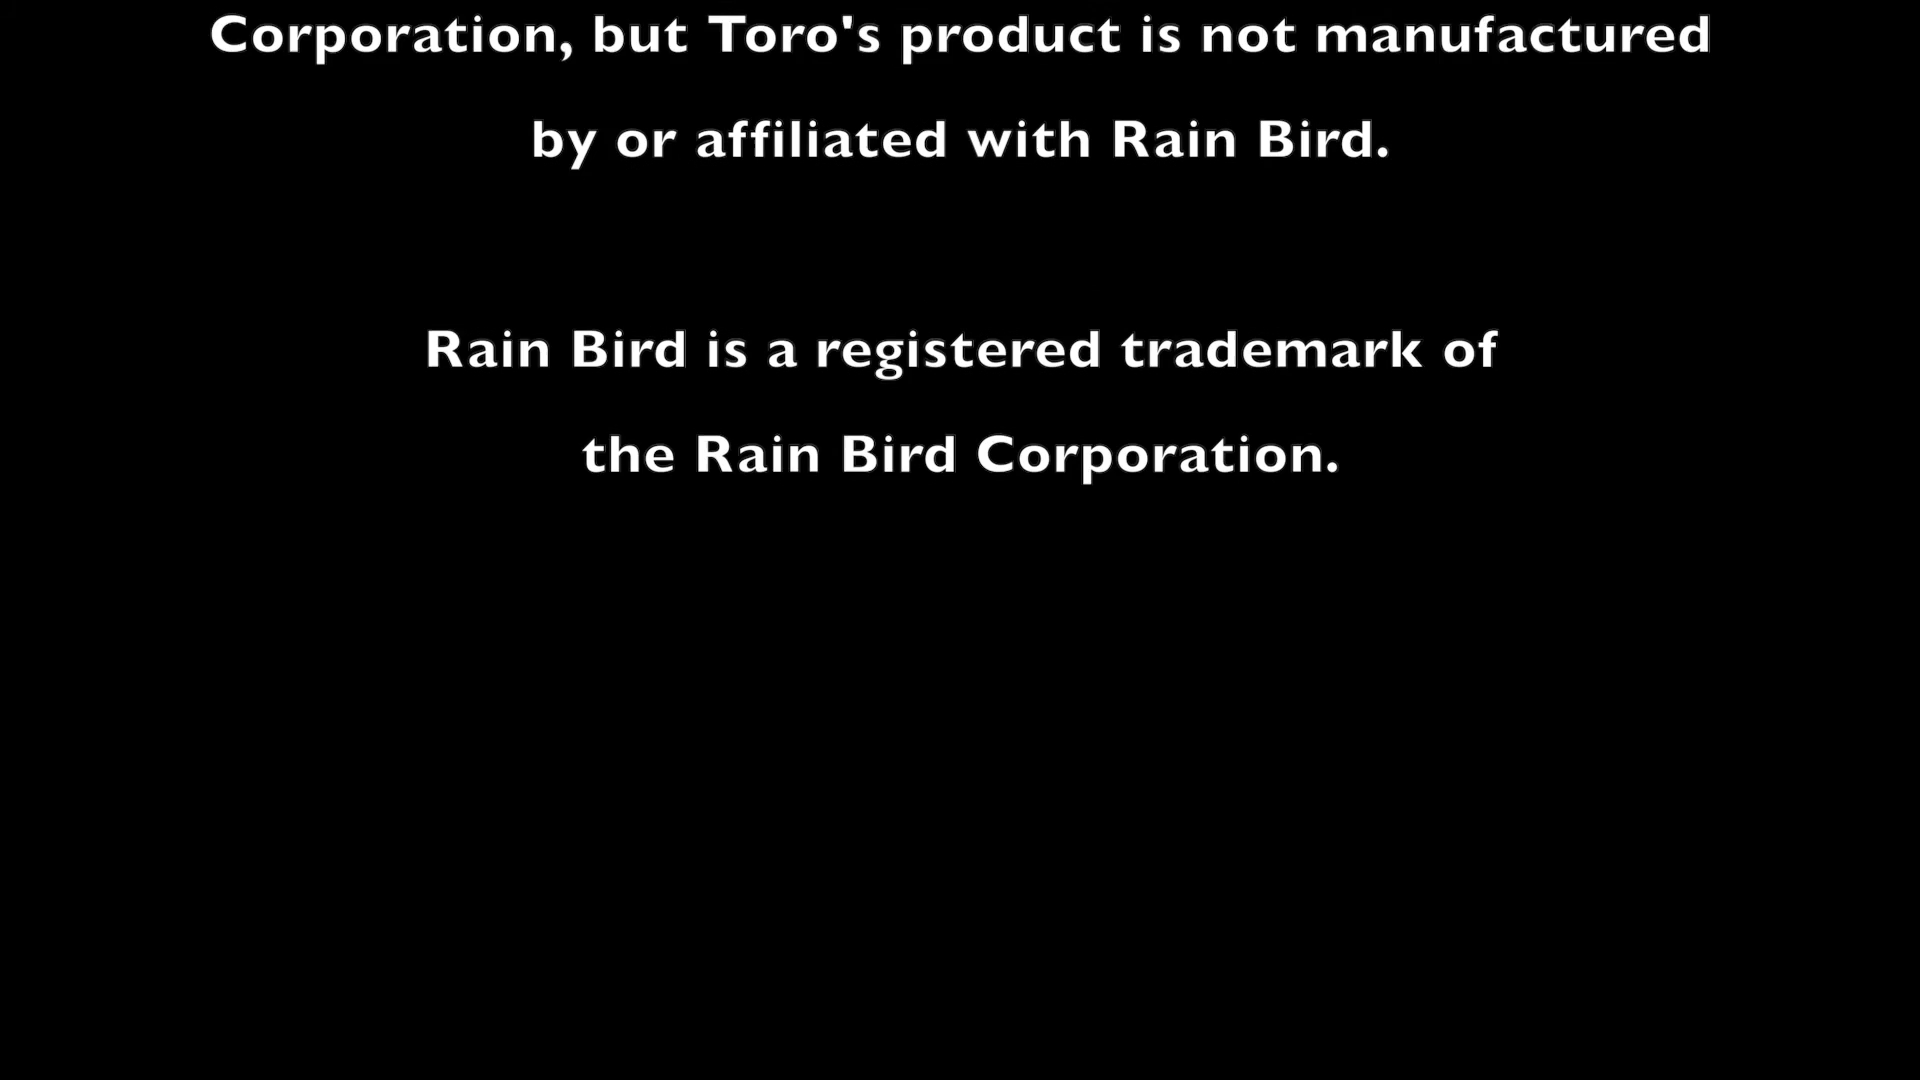 Corporation, but Toro's product is not manufactured
by or affiliated with Rain Bird.
Rain Bird is a registered trademark of
the Rain Bird Corporation.